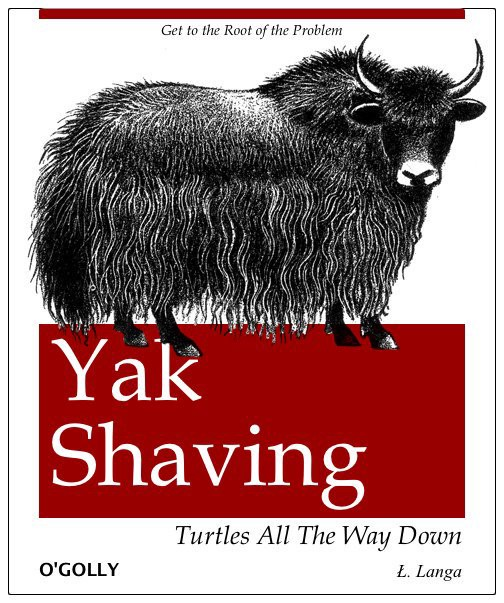 Get to the Root of the Problem
Yak
Shaving
Turtles All The Way Down
O'GOLLY
Ł. Langa